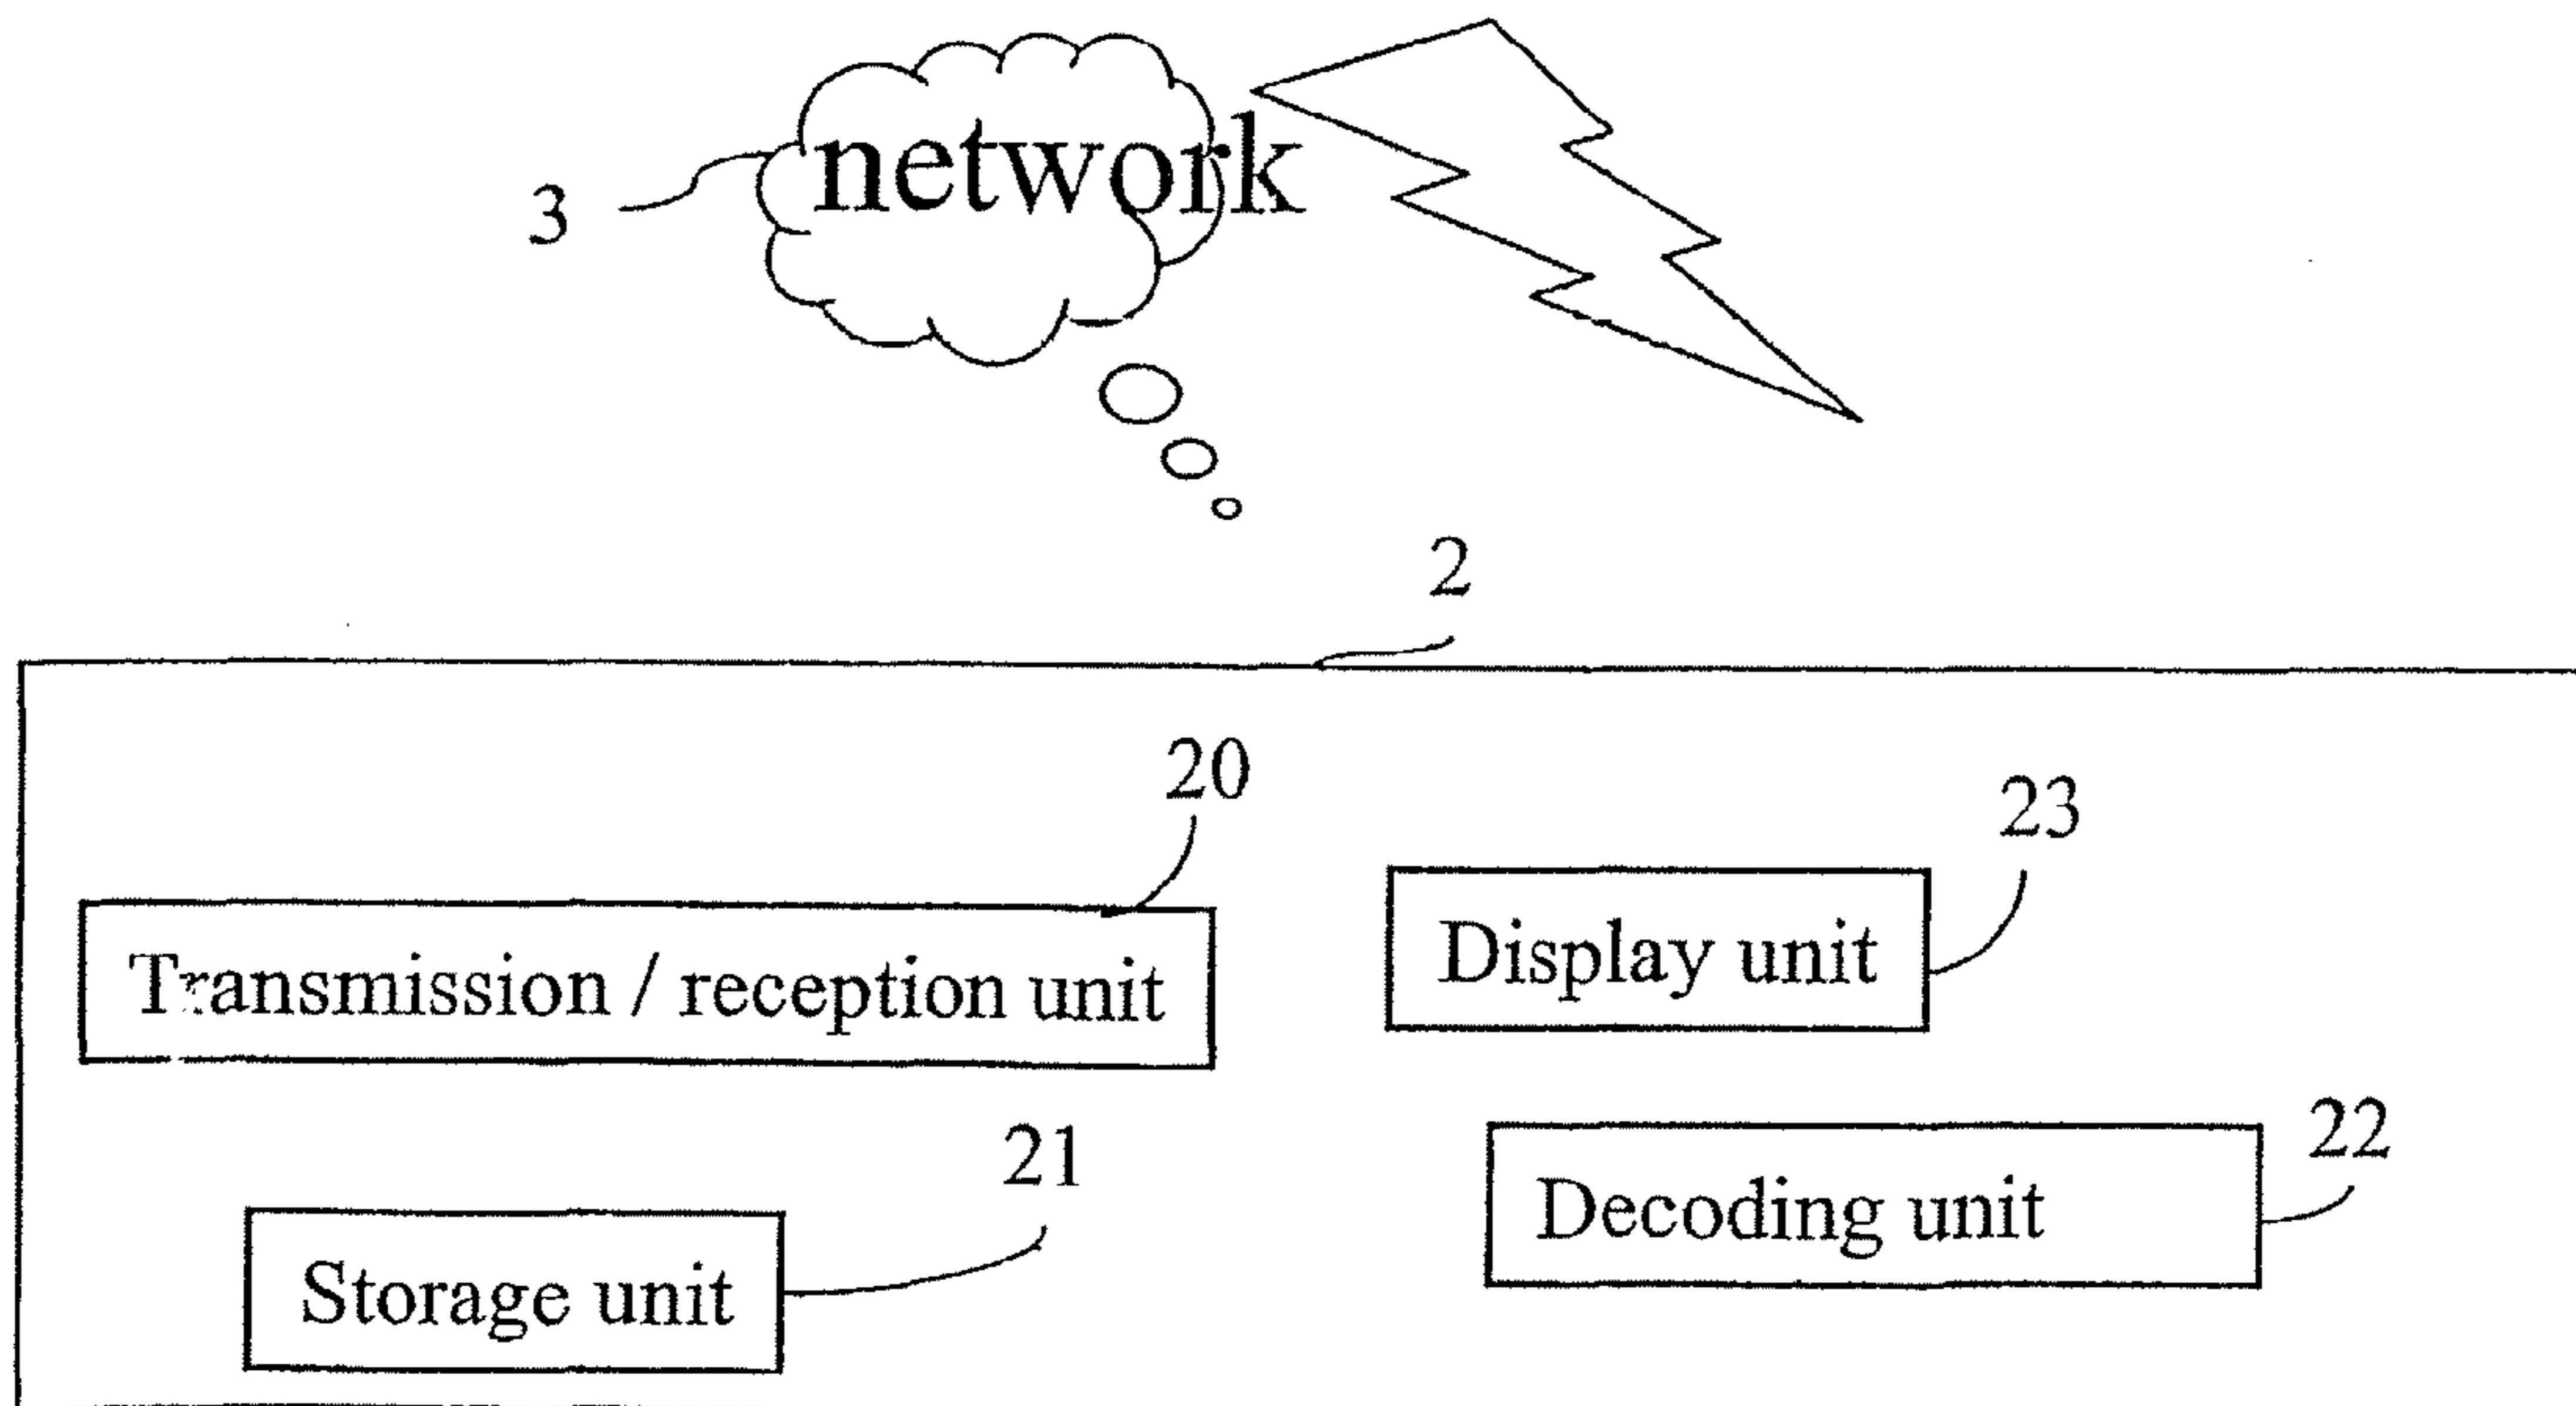 network
3
2
20
23
Transmission / reception unit
Display unit
21
22
Storage unit
Decoding unit